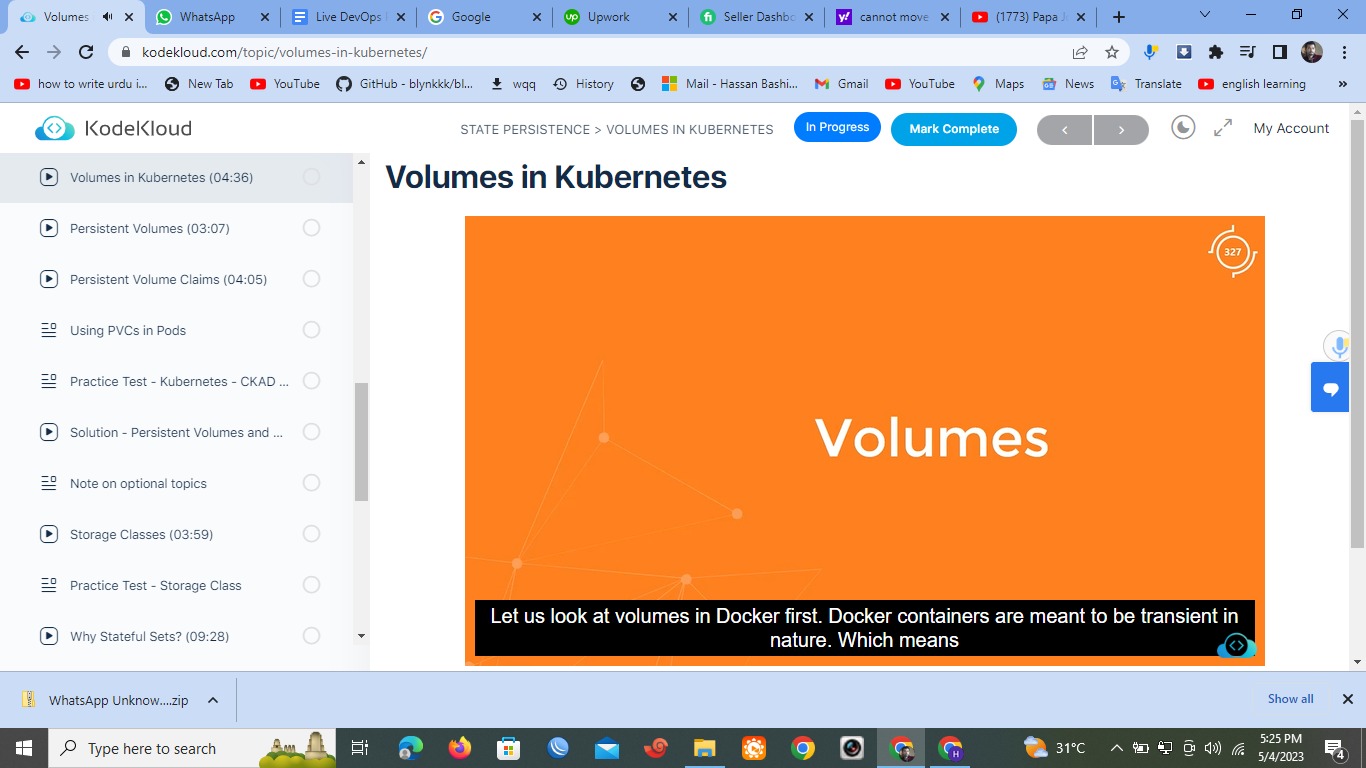 Volumes
WhatsApp
Live DevOps
Google
Upwork
Seller Dashbo
cannot move
(1773) Papa J
kodekloud.com/topic/volumes-in-kubernetes/
how to write urdu i...
New Tab
YouTube
GitHub - blynkkk/bl...
wqq
History
Mail - Hassan Bashi...
Gmail
YouTube
Maps
News
Translate
english learning
»
KodeKloud
STATE PERSISTENCE > VOLUMES IN KUBERNETES
In Progress
Mark Complete
My Account
Volumes in Kubernetes (04:36)
Persistent Volumes (03:07)
Persistent Volume Claims (04:05)
Using PVCs in Pods
Practice Test - Kubernetes - CKAD ...
Solution - Persistent Volumes and ...
Note on optional topics
Storage Classes (03:59)
Practice Test - Storage Class
Why Stateful Sets? (09:28)
Volumes in Kubernetes
327
Volumes
Let us look at volumes in Docker first. Docker containers are meant to be transient in
nature. Which means
WhatsApp Unknow....zip
Show all
Type here to search
H
31°C
5:25 PM
5/4/2023
4